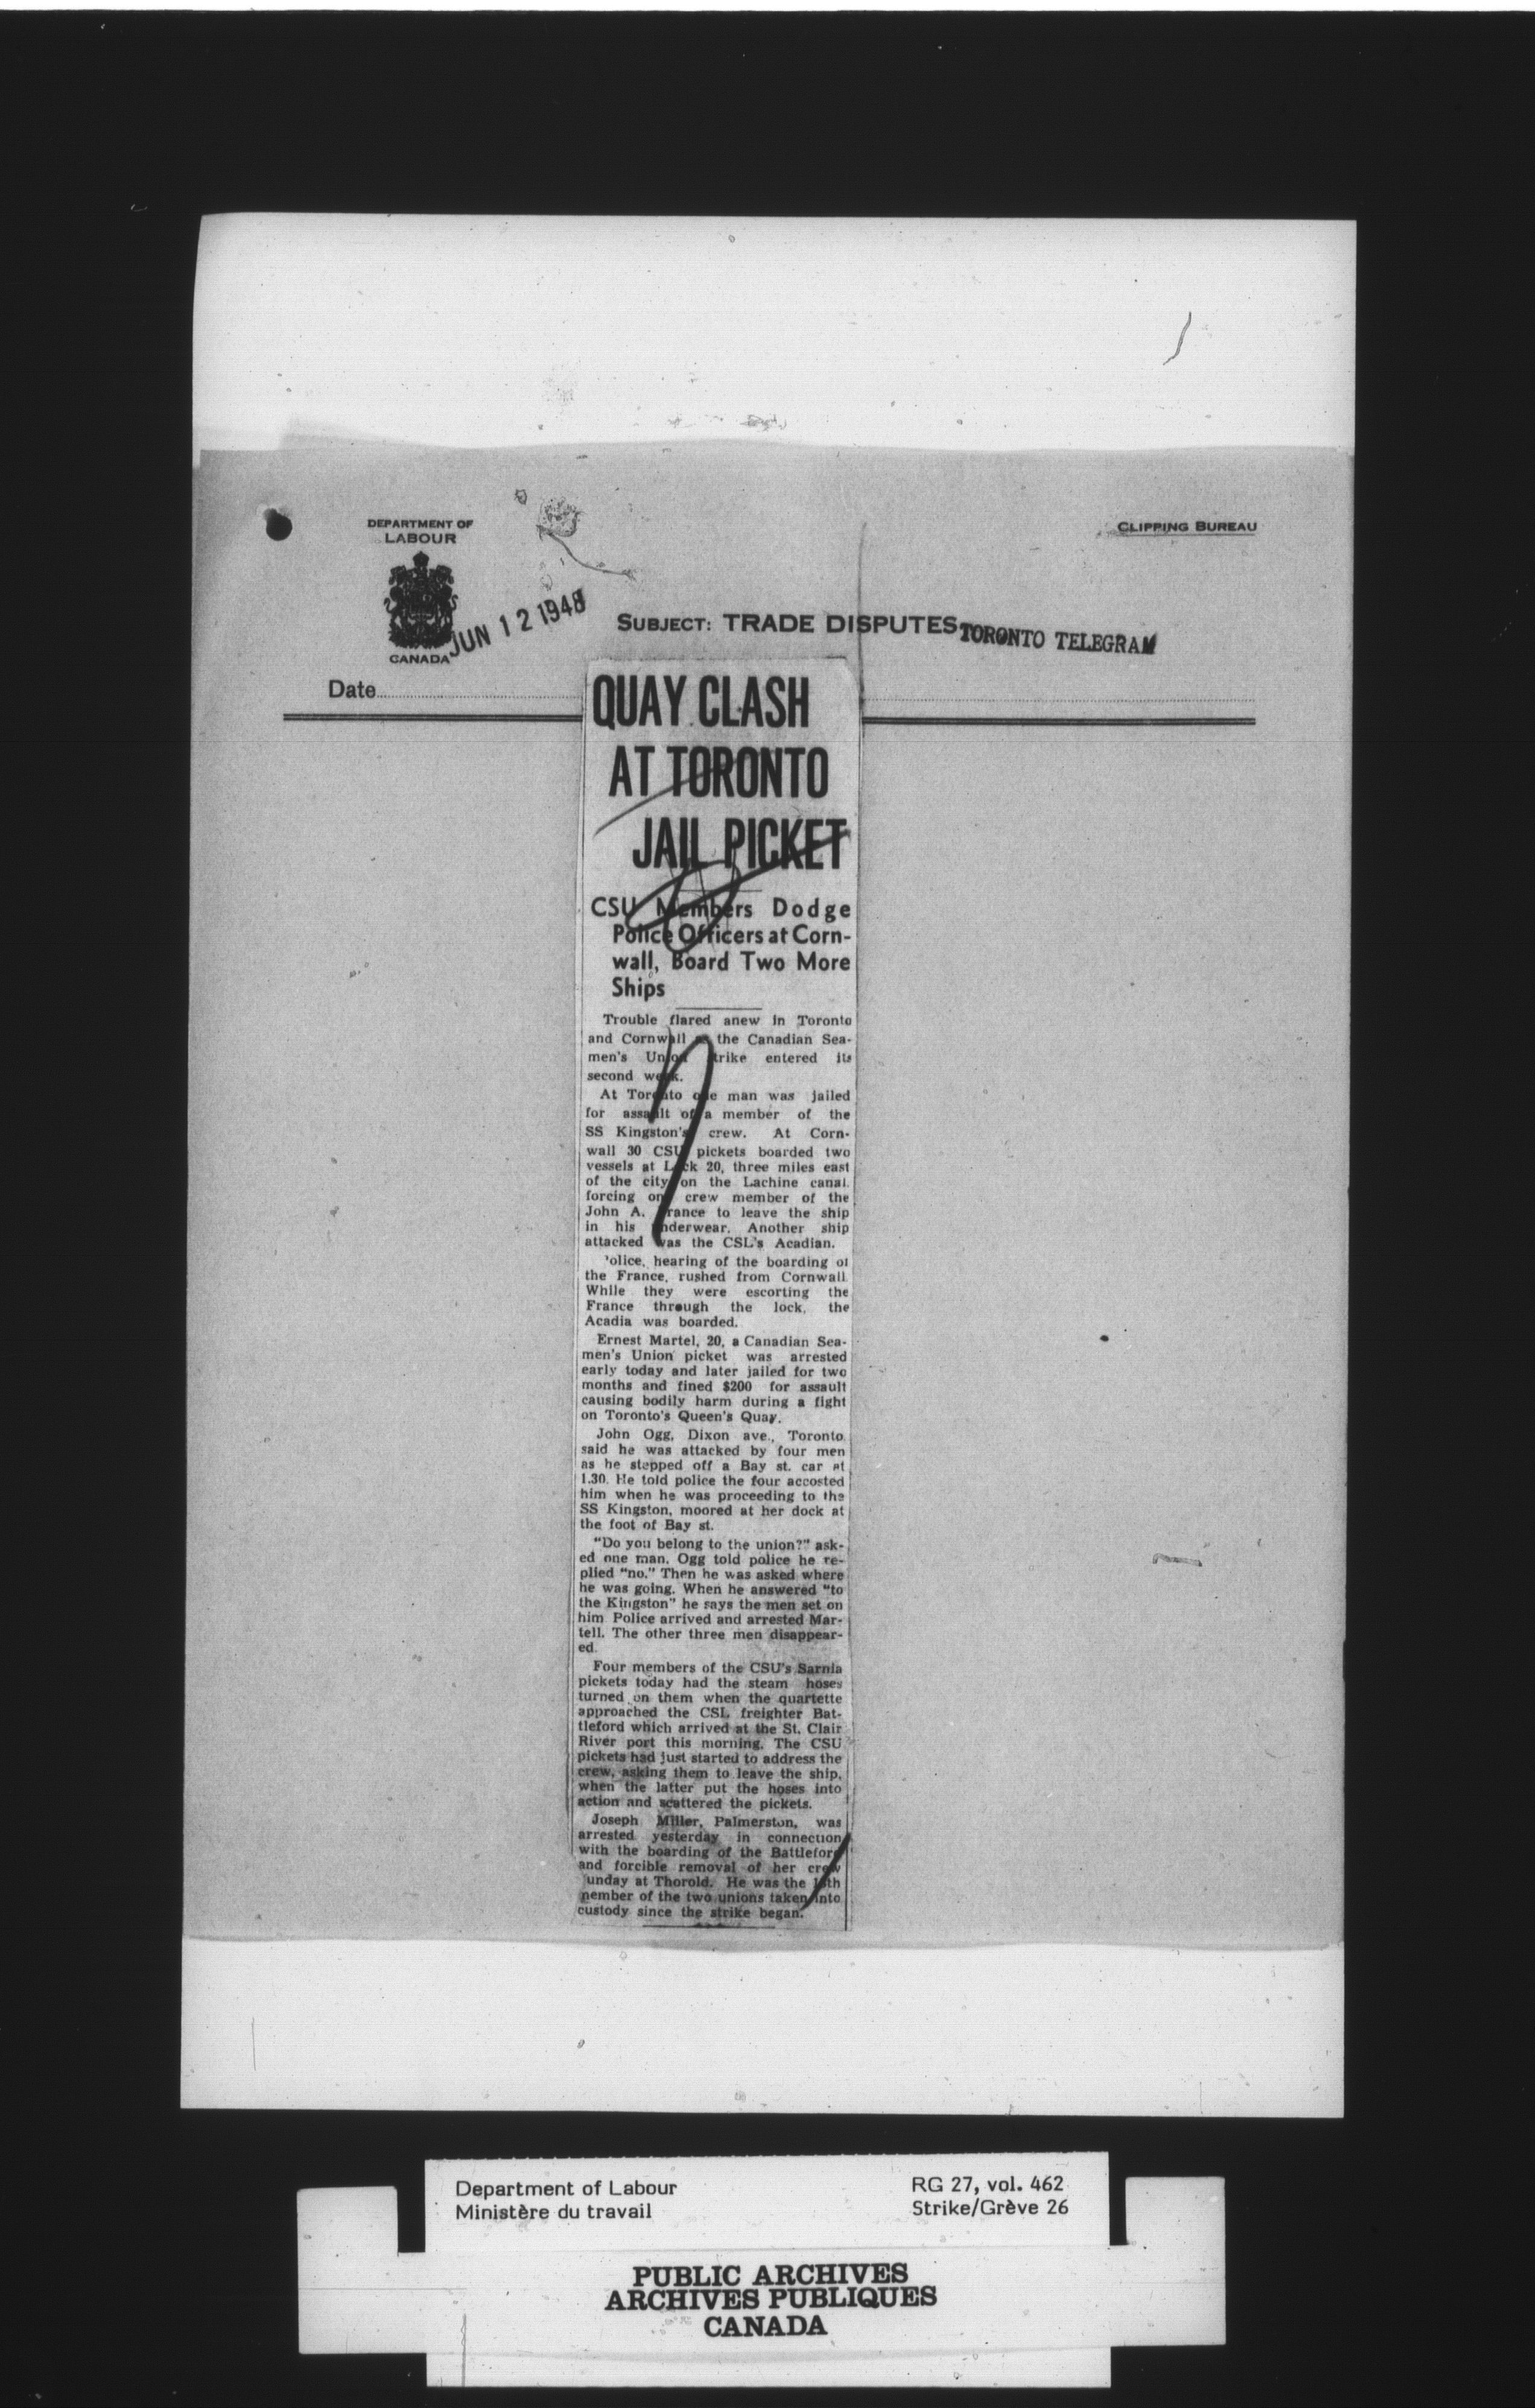 DEPARTMENT OF
LABOUR
CANADA
JUN 12 1948
CLIPPING BUREAU
SUBJECT: TRADE DISPUTES
TORONTO TELEGRAM
Date
QUAY CLASH
AT TORONTO
JAIL PICKET
CSU Members Dodge
Police Officers at Corn-
wall, Board Two More
Ships
Trouble flared anew in Toronto
and Cornwall as the Canadian Sea-
men's Union strike entered its
second week.
At Toronto one man was jailed
for assault of a member of the
SS Kingston's crew. At Corn-
wall 30 CSU pickets boarded two
vessels at Lock 20, three miles east
of the city on the Lachine canal.
forcing one crew member of the
John A. France to leave the ship
in his underwear. Another ship
attacked was the CSL's Acadian.
'olice, hearing of the boarding of
the France, rushed from Cornwall.
While they were escorting the
France through the lock, the
Acadia was boarded.
Ernest Martel, 20, a Canadian Sea-
men's Union picket was arrested
early today and later jailed for two
months and fined $200 for assault
causing bodily harm during a fight
on Toronto's Queen's Quay.
John Ogg, Dixon ave., Toronto
said he was attacked by four men
as he stepped off a Bay st. car at
1.30. He told police the four accosted
him when he was proceeding to the
SS Kingston, moored at her dock at
the foot of Bay st.
"Do you belong to the union?" ask-
ed one man. Ogg told police he re-
plied "no." Then he was asked where
he was going. When he answered "to
the Kingston" he says the men set on
him Police arrived and arrested Mar-
tell. The other three men disappear-
ed.
Four members of the CSU's Sarnia
pickets today had the steam hoses
turned on them when the quartette
approached the CSL freighter Bat-
tleford which arrived at the St. Clair
River port this morning. The CSU
pickets had just started to address the
crew, asking them to leave the ship,
when the latter put the hoses into
action and scattered the pickets.
Joseph Miller, Palmerston, was
arrested yesterday in connection
with the boarding of the Battleford
and forcible removal of her crew
unday at Thorold. He was the
member of the two unions taken into
custody since the strike began.
Department of Labour
Ministère du travail
RG 27, vol. 462
Strike/Grève 26
PUBLIC ARCHIVES
ARCHIVES PUBLIQUES
CANADA